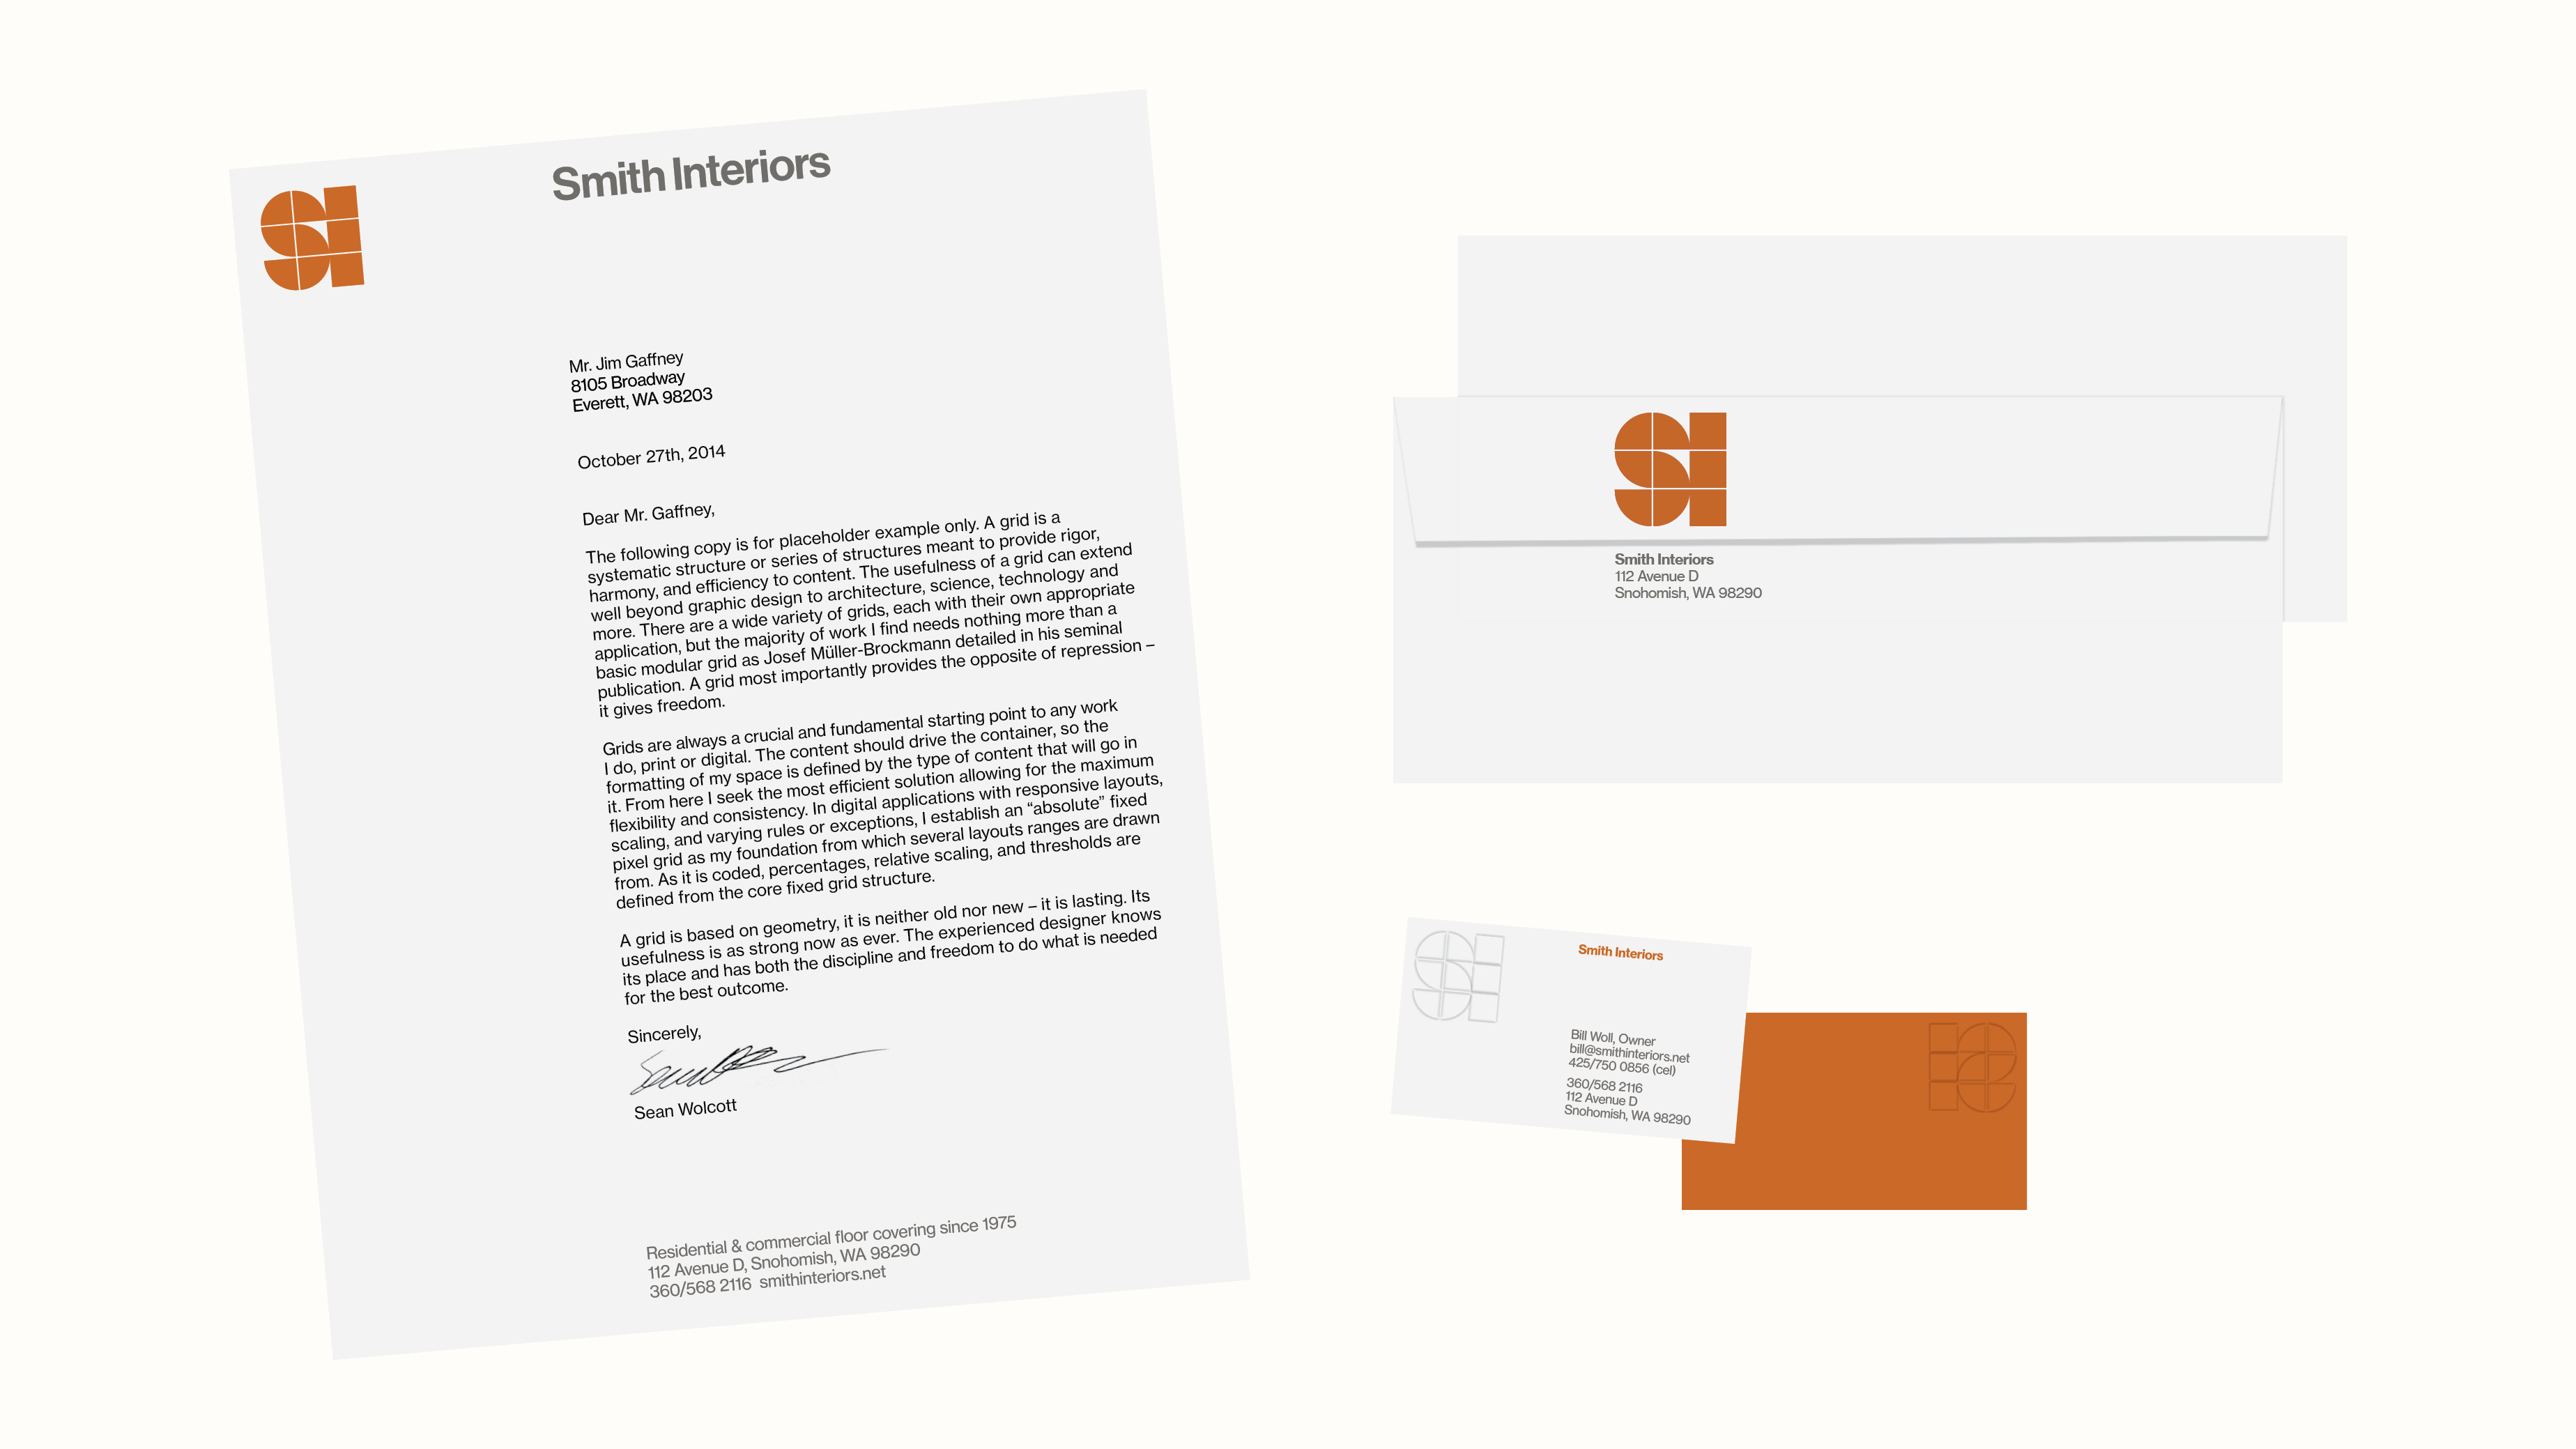 Smith Interiors
Mr. Jim Gaffney
8105 Broadway
Everett, WA 98203
October 27th, 2014
Dear Mr. Gaffney,
The following copy is for placeholder example only. A grid is a
systematic structure or series of structures meant to provide rigor,
harmony, and efficiency to content. The usefulness of a grid can extend
well beyond graphic design to architecture, science, technology and
more. There are a wide variety of grids, each with their own appropriate
application, but the majority of work I find needs nothing more than a
basic modular grid as Josef Müller-Brockmann detailed in his seminal
publication. A grid most importantly provides the opposite of repression –
it gives freedom.
Grids are always a crucial and fundamental starting point to any work
I do, print or digital. The content should drive the container, so the
formatting of my space is defined by the type of content that will go in
it. From here I seek the most efficient solution allowing for the maximum
flexibility and consistency. In digital applications with responsive layouts,
scaling, and varying rules or exceptions, I establish an “absolute” fixed
pixel grid as my foundation from which several layouts ranges are drawn
from. As it is coded, percentages, relative scaling, and thresholds are
defined from the core fixed grid structure.
A grid is based on geometry, it is neither old nor new – it is lasting. Its
usefulness is as strong now as ever. The experienced designer knows
its place and has both the discipline and freedom to do what is needed
for the best outcome.
Sincerely,
Sean Wolcott
Residential & commercial floor covering since 1975
112 Avenue D, Snohomish, WA 98290
360/568 2116 smithinteriors.net
SI
Smith Interiors
112 Avenue D
Snohomish, WA 98290
Smith Interiors
Bill Woll, Owner
bill@smithinteriors.net
425/750 0856 (cel)
360/568 2116
112 Avenue D
Snohomish, WA 98290